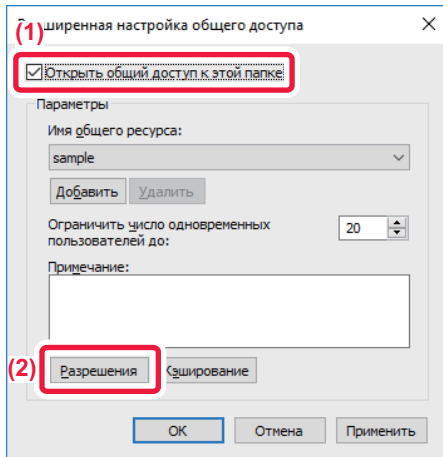 Расширенная настройка общего доступа
(1)
Открыть общий доступ к этой папке
Параметры
Имя общего ресурса:
sample
Добавить Удалить
Ограничить число одновременных 20
пользователей до:
Примечание:
(2)
Разрешения Кэширование
ОК Отмена Применить